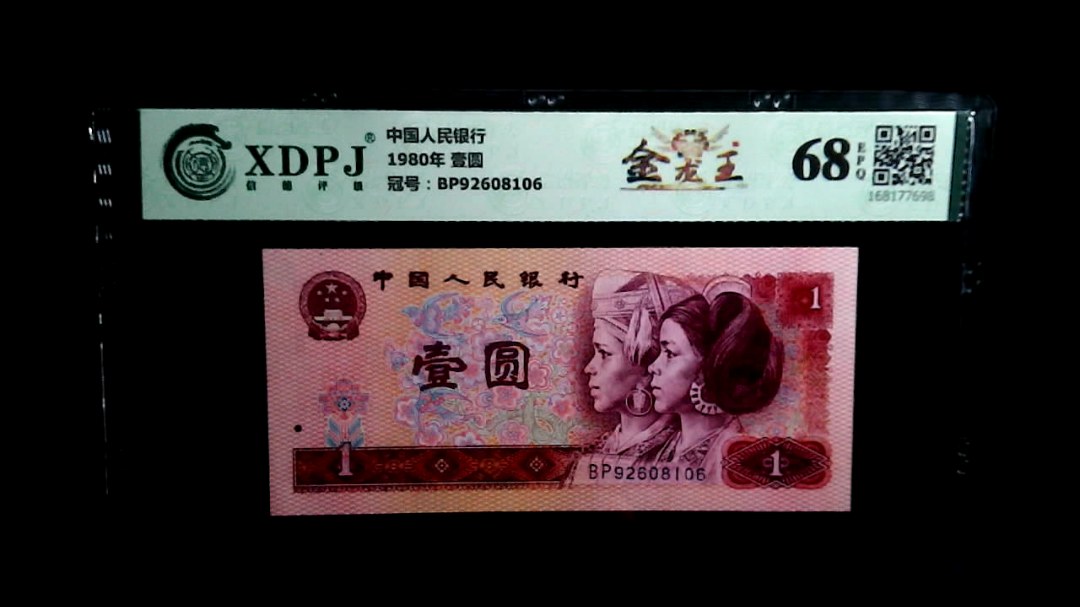 XDPJ®
信德评级
中国人民银行
1980年 壹圆
冠号：BP92608106
金龙王
68
EPQ
168177698
中国人民银行
1
壹圆
1
BP92608106
1